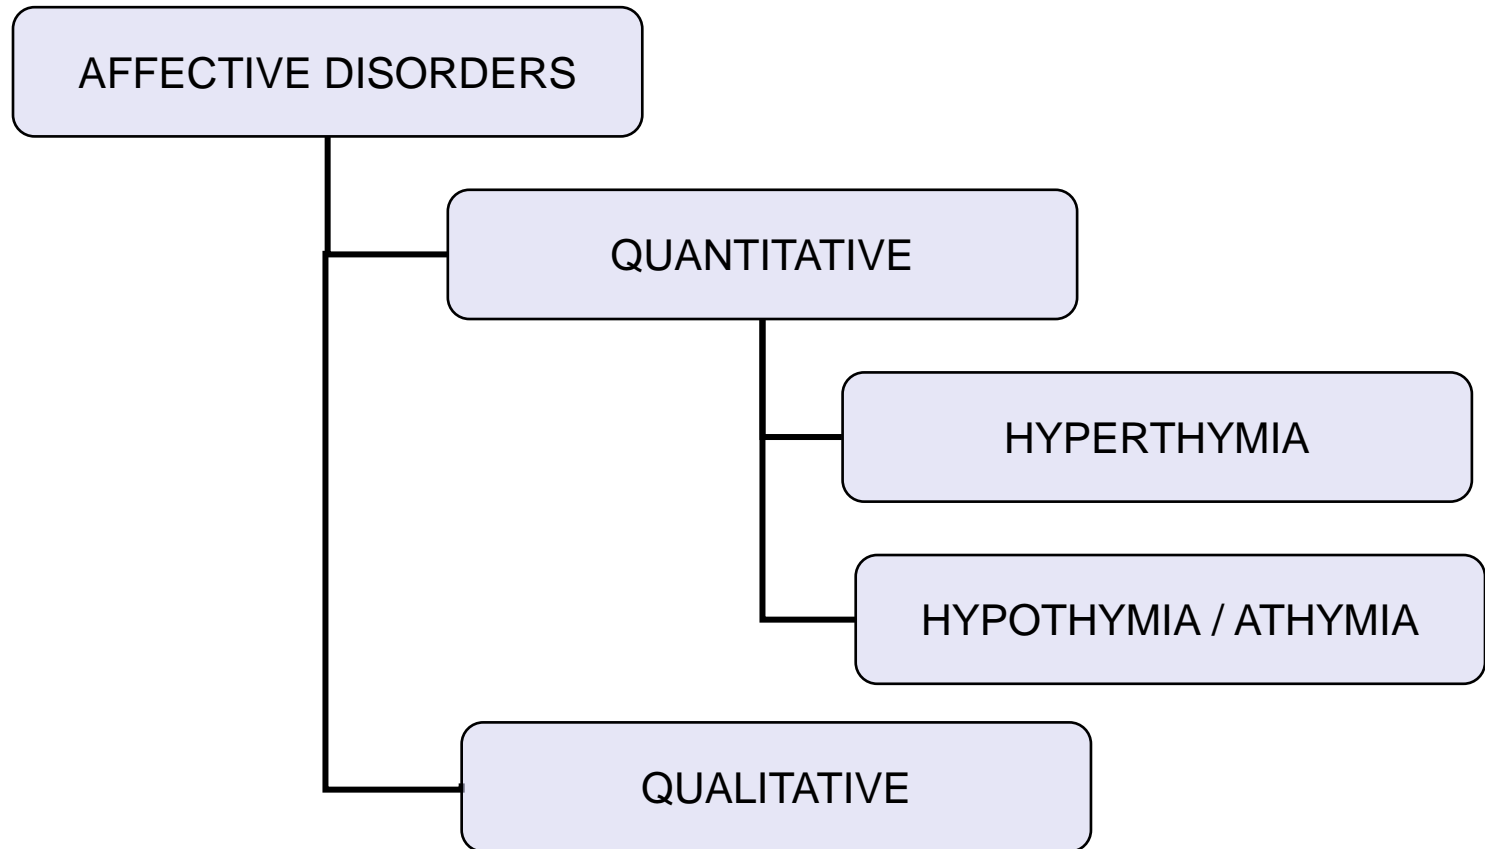 AFFECTIVE DISORDERS
QUANTITATIVE
HYPERTHYMIA
HYPOTHYMIA / ATHYMIA
QUALITATIVE